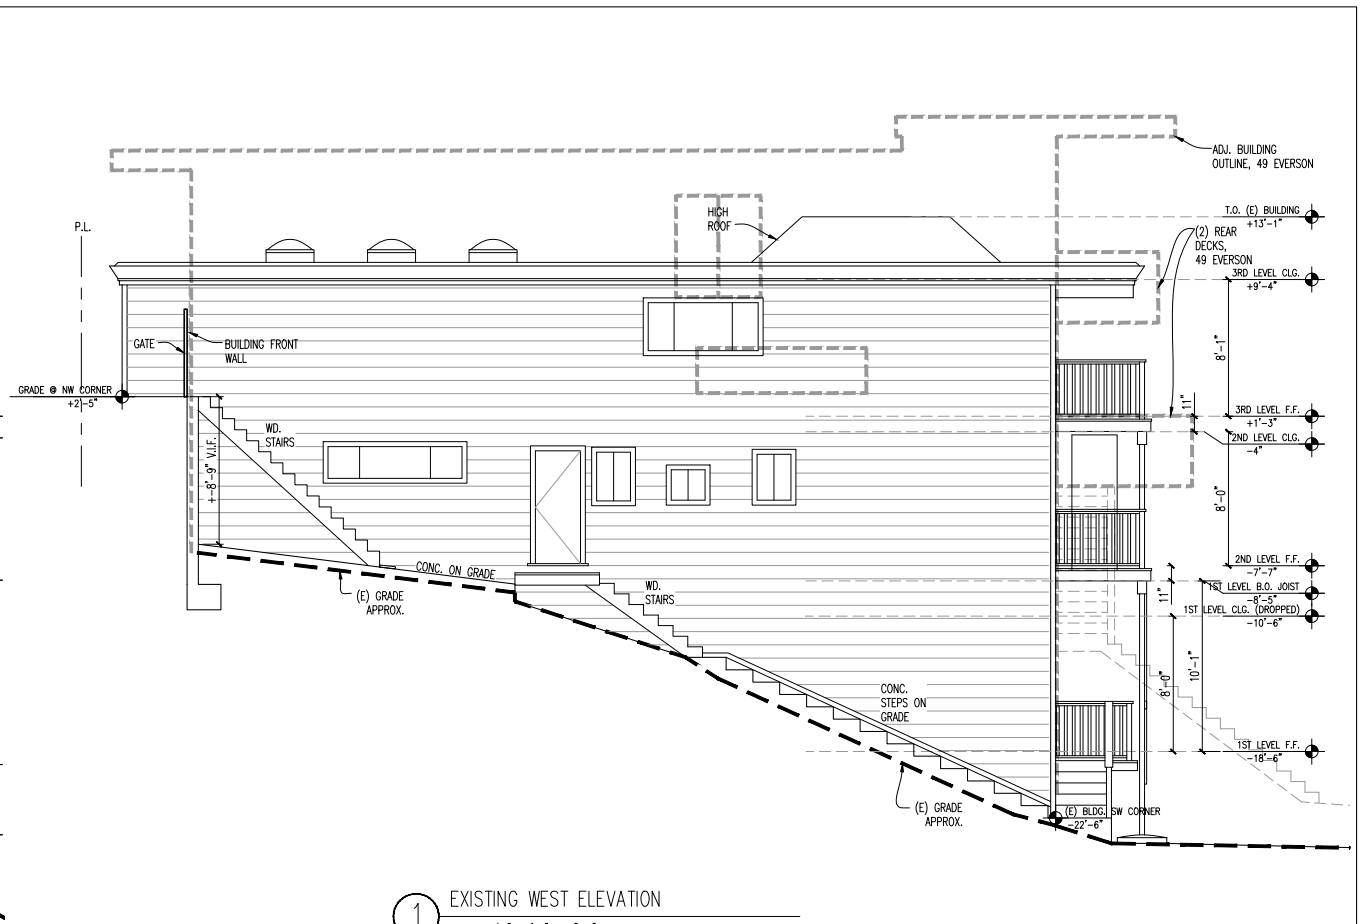 ADJ. BUILDING
OUTLINE, 49 EVERSON
P.L.
HIGH
ROOF
T.O. (E) BUILDING
+13'-1"
(2) REAR
DECKS,
49 EVERSON
3RD LEVEL CLG.
+9'-4"
GATE
BUILDING FRONT
WALL
8'-1"
GRADE @ NW CORNER
+2'-5"
11"
3RD LEVEL F.F.
+1'-3"
WD.
STAIRS
2ND LEVEL CLG.
-4"
+-8'-9" V.I.F.
8'-0"
2ND LEVEL F.F.
-7'-7"
CONC. ON GRADE
(E) GRADE
APPROX.
WD.
STAIRS
11"
1ST LEVEL B.O. JOIST
-8'-5"
1ST LEVEL CLG. (DROPPED)
-10'-6"
8'-0"
10'-1"
CONC.
STEPS ON
GRADE
1ST LEVEL F.F.
-18'-6"
(E) GRADE
APPROX.
(E) BLDG. SW CORNER
-22'-6"
1
EXISTING WEST ELEVATION